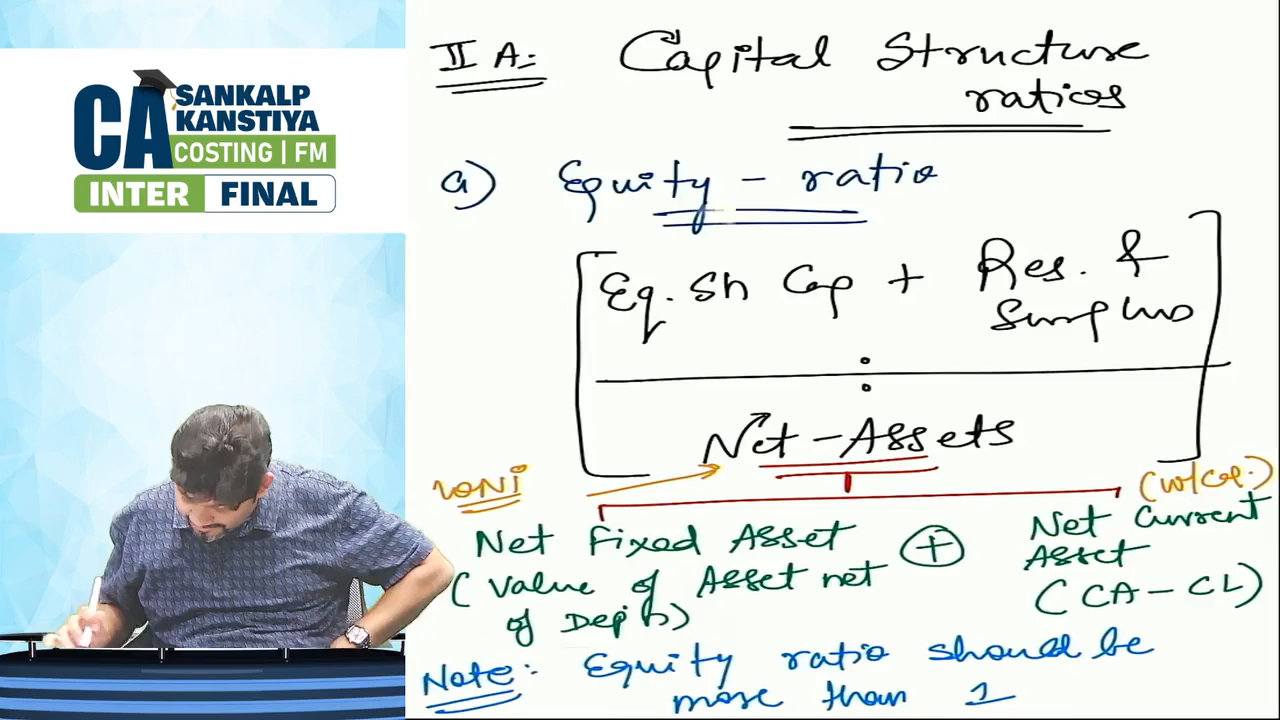 CA
SANKALP
KANSTIYA
COSTING | FM
INTER FINAL
II A: Capital Structure
ratios
a) Equity - ratio
Eq. Sh Cap + Res. &
Surplus
:
Net - Assets
(w/cap.)
Net Fixed Asset + Net Current
Asset
(Value of Asset net
of Depn) (CA - CL)
Note: Equity ratio should be
more than 1